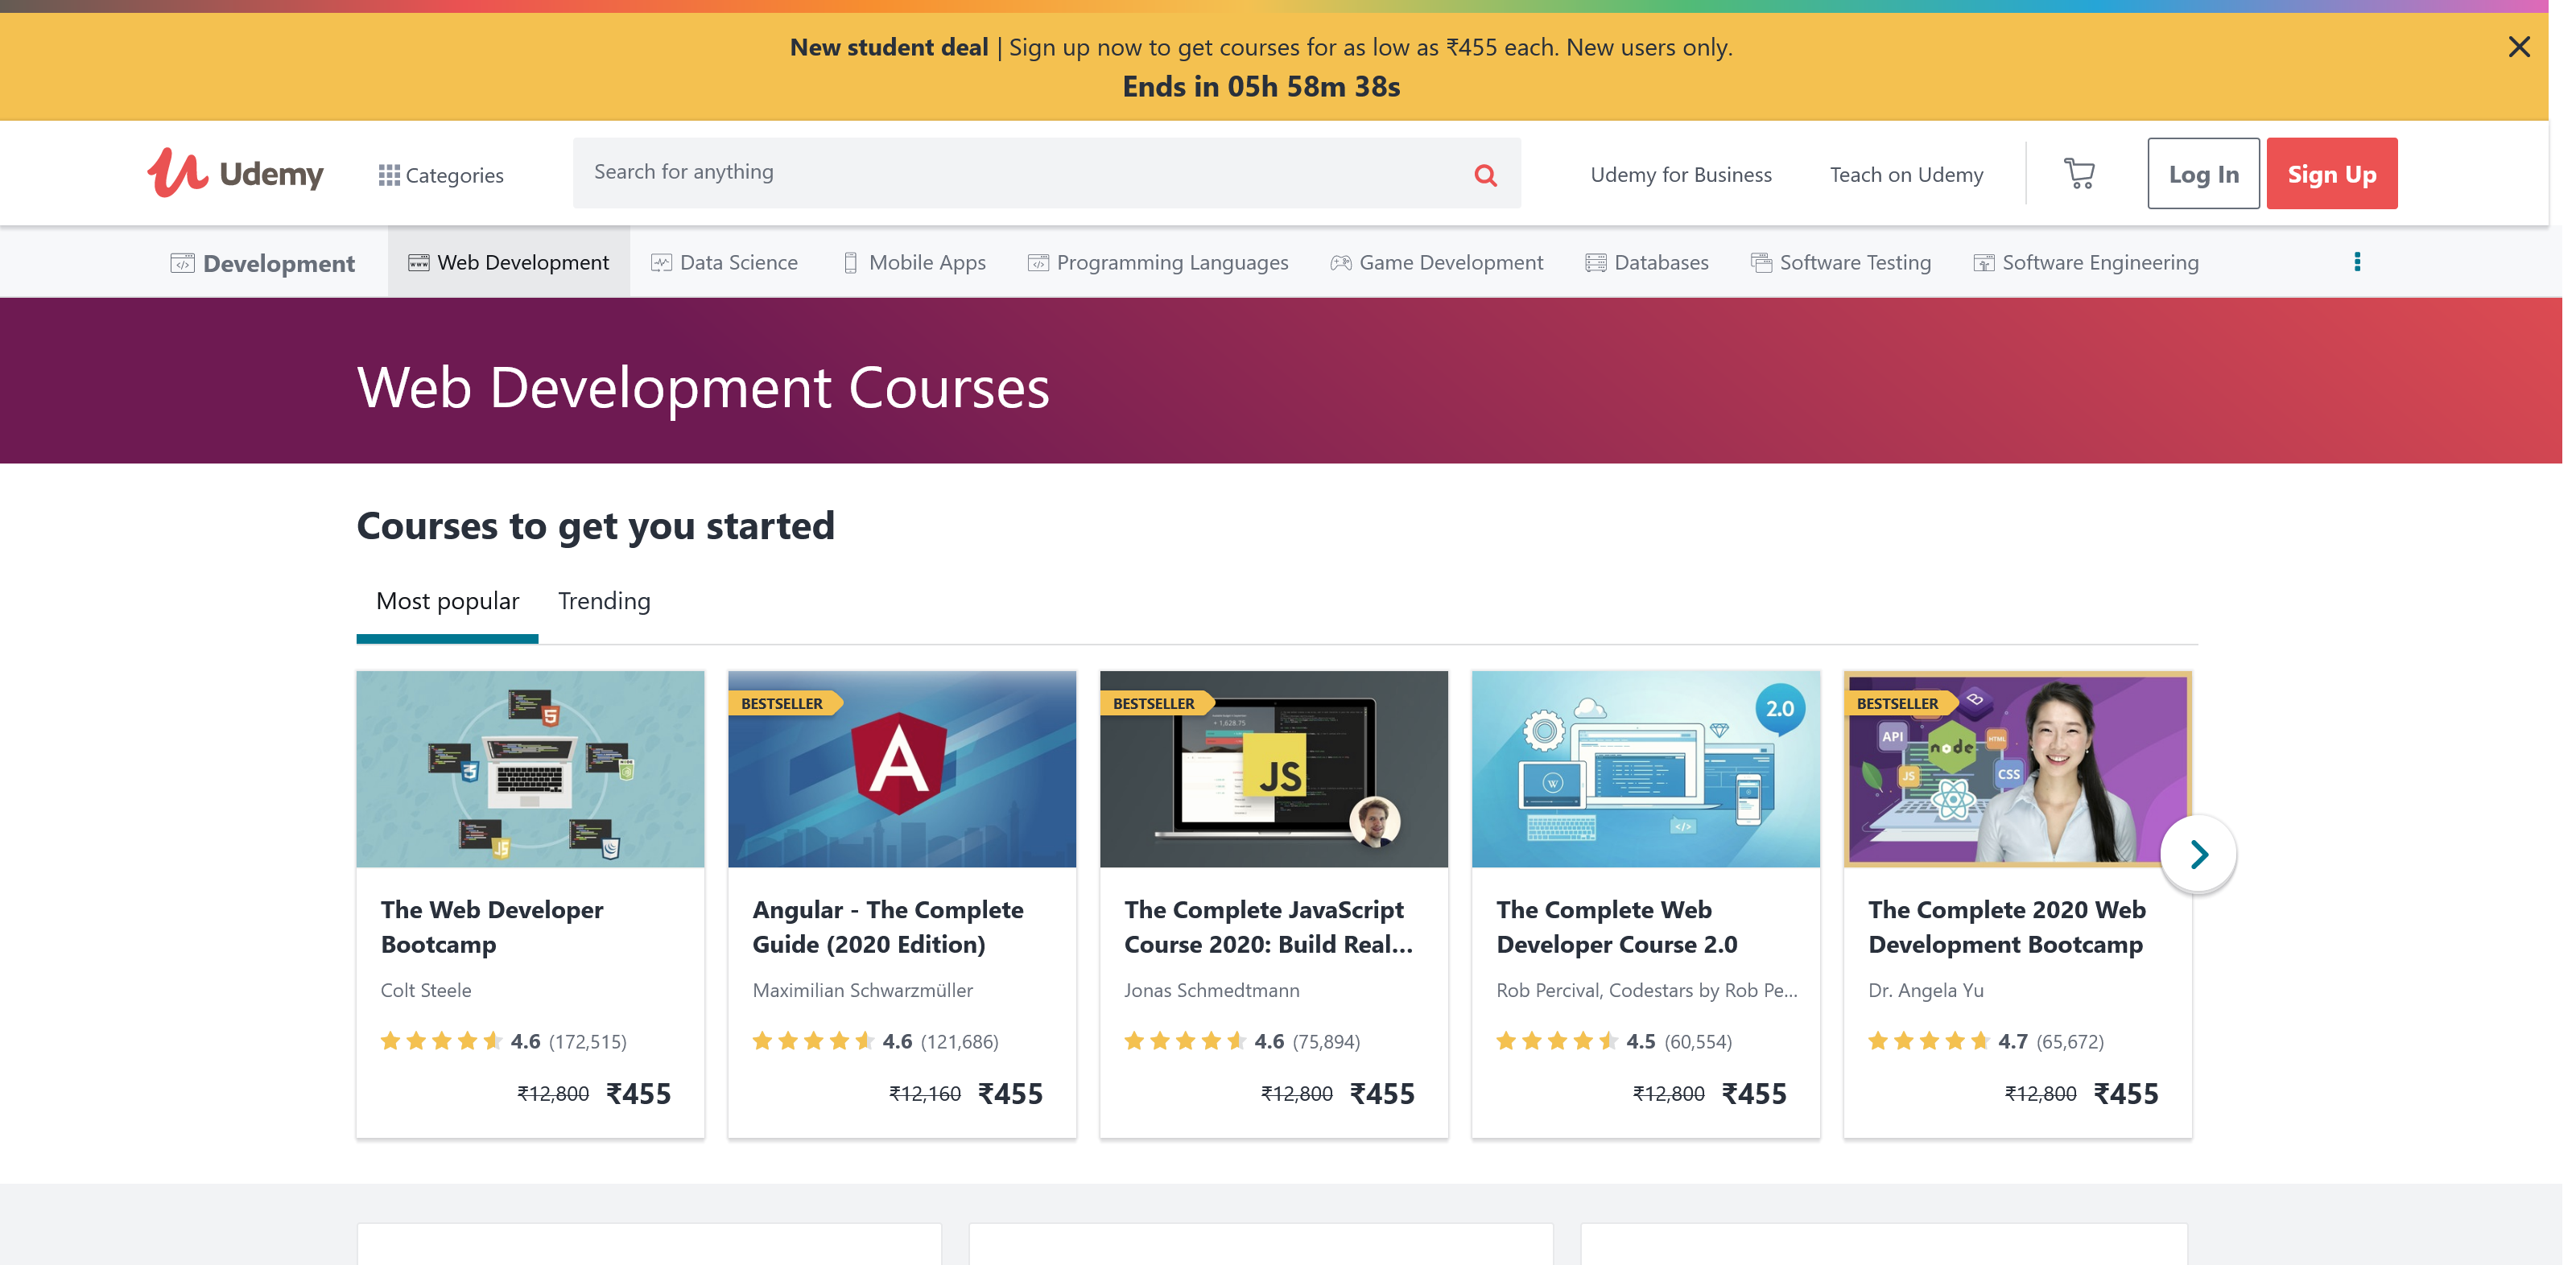 New student deal | Sign up now to get courses for as low as ₹455 each. New users only.
Ends in 05h 58m 38s
Udemy
Categories
Search for anything
Udemy for Business
Teach on Udemy
Log In
Sign Up
Development
Web Development
Data Science
Mobile Apps
Programming Languages
Game Development
Databases
Software Testing
Software Engineering
Web Development Courses
Courses to get you started
Most popular
Trending
5
3
JS
The Web Developer
Bootcamp
Colt Steele
4.6 (172,515)
₹12,800 ₹455
BESTSELLER
A
Angular - The Complete
Guide (2020 Edition)
Maximilian Schwarzmüller
4.6 (121,686)
₹12,160 ₹455
BESTSELLER
+ 1,628.75
JS
The Complete JavaScript
Course 2020: Build Real...
Jonas Schmedtmann
4.6 (75,894)
₹12,800 ₹455
2.0
W
</>
The Complete Web
Developer Course 2.0
Rob Percival, Codestars by Rob Pe...
4.5 (60,554)
₹12,800 ₹455
BESTSELLER
API
node
HTML
JS
CSS
The Complete 2020 Web
Development Bootcamp
Dr. Angela Yu
4.7 (65,672)
₹12,800 ₹455